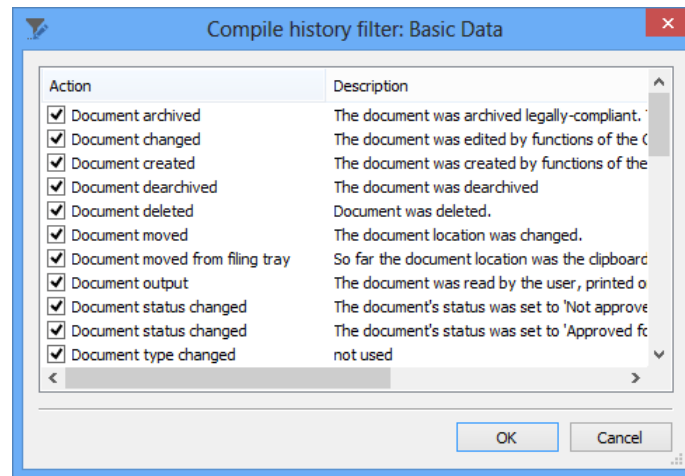 Compile history filter: Basic Data
Action Description
Document archived The document was archived legally-compliant.
Document changed The document was edited by functions of the
Document created The document was created by functions of the
Document dearchived The document was dearchived
Document deleted Document was deleted.
Document moved The document location was changed.
Document moved from filing tray So far the document location was the clipboard
Document output The document was read by the user, printed
Document status changed The document's status was set to 'Not approve
Document status changed The document's status was set to 'Approved
Document type changed not used
OK Cancel